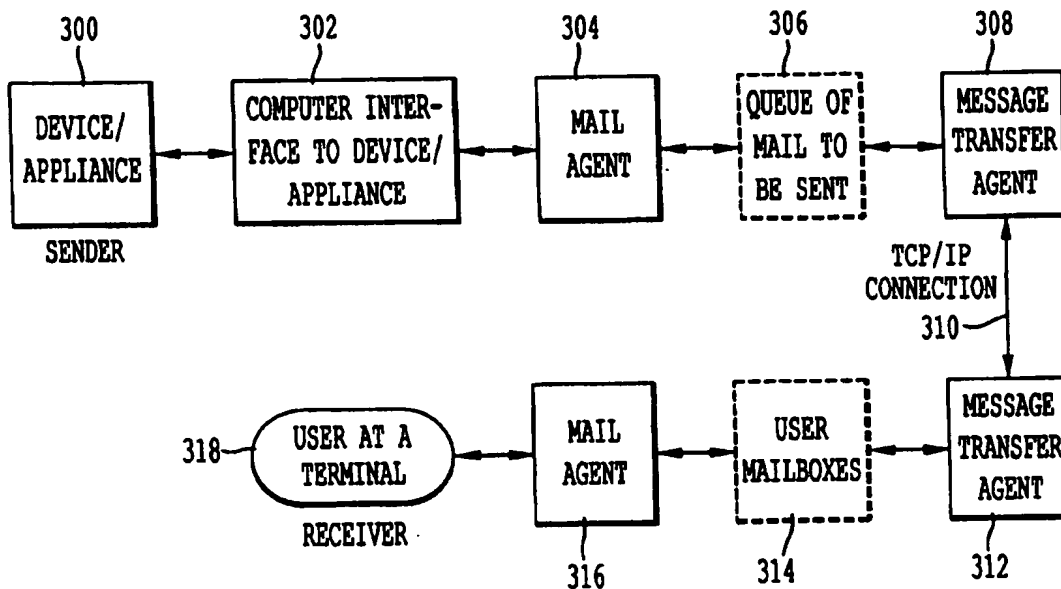 300
302
304
306
308
DEVICE/
APPLIANCE
COMPUTER INTER-
FACE TO DEVICE/
APPLIANCE
MAIL
AGENT
QUEUE OF
MAIL TO
BE SENT
MESSAGE
TRANSFER
AGENT
SENDER
TCP/IP
CONNECTION
310
318
USER AT A
TERMINAL
MAIL
AGENT
USER
MAILBOXES
MESSAGE
TRANSFER
AGENT
RECEIVER
316
314
312